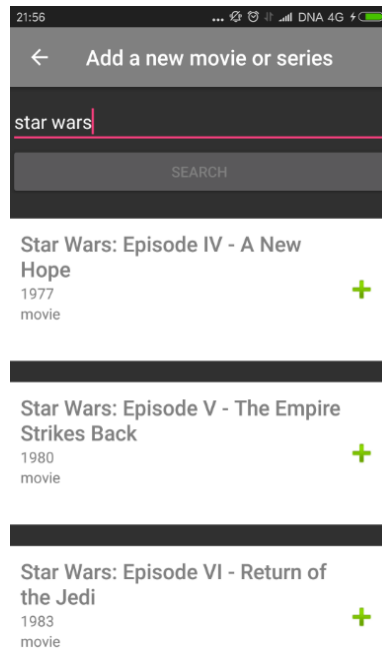 21:56 ... DNA 4G
Add a new movie or series
star wars
SEARCH
Star Wars: Episode IV - A New
Hope
1977
movie
Star Wars: Episode V - The Empire
Strikes Back
1980
movie
Star Wars: Episode VI - Return of
the Jedi
1983
movie